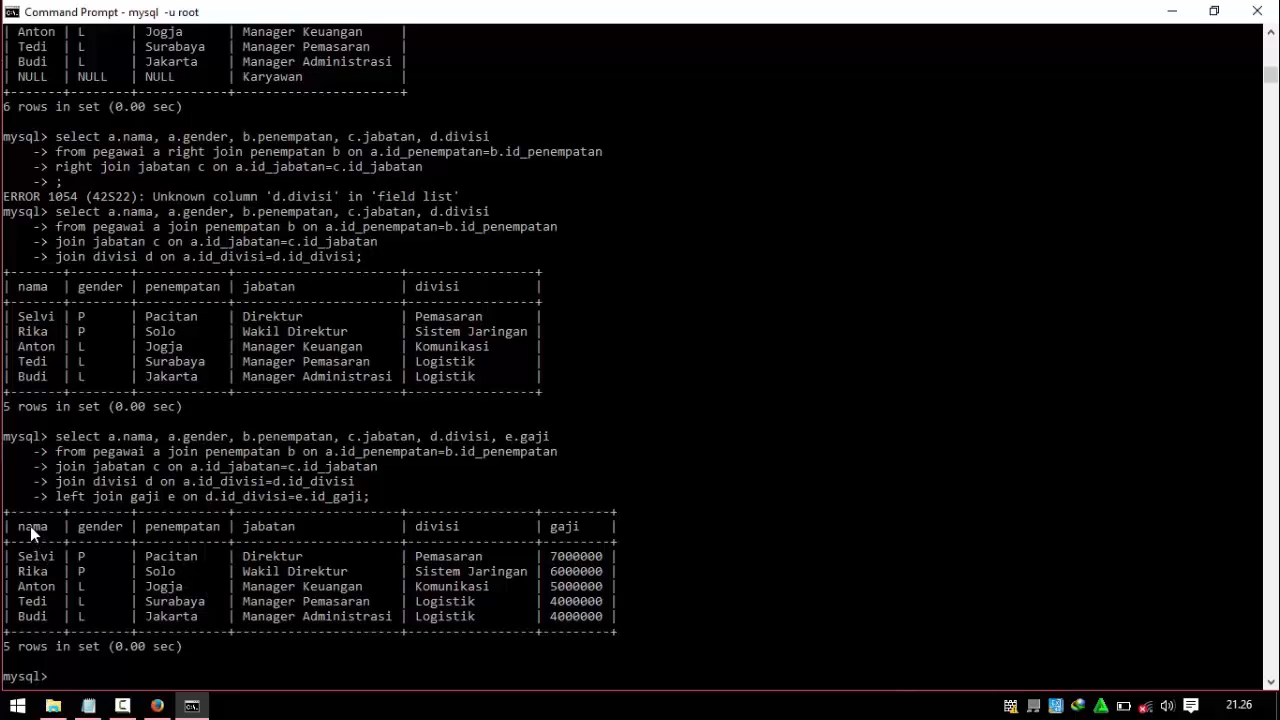 Command Prompt - mysql  -u root
| Anton | L      | Jogja       | Manager Keuangan     |
| Tedi  | L      | Surabaya    | Manager Pemasaran    |
| Budi  | L      | Jakarta     | Manager Administrasi |
| NULL  | NULL   | NULL        | Karyawan             |
+-------+--------+-------------+----------------------+
6 rows in set (0.00 sec)
mysql> select a.nama, a.gender, b.penempatan, c.jabatan, d.divisi
    -> from pegawai a right join penempatan b on a.id_penempatan=b.id_penempatan
    -> right join jabatan c on a.id_jabatan=c.id_jabatan
    -> ;
ERROR 1054 (42S22): Unknown column 'd.divisi' in 'field list'
mysql> select a.nama, a.gender, b.penempatan, c.jabatan, d.divisi
    -> from pegawai a join penempatan b on a.id_penempatan=b.id_penempatan
    -> join jabatan c on a.id_jabatan=c.id_jabatan
    -> join divisi d on a.id_divisi=d.id_divisi;
+-------+--------+------------+----------------------+-----------------+
| nama  | gender | penempatan | jabatan              | divisi          |
+-------+--------+------------+----------------------+-----------------+
| Selvi | P      | Pacitan    | Direktur             | Pemasaran       |
| Rika  | P      | Solo       | Wakil Direktur       | Sistem Jaringan |
| Anton | L      | Jogja      | Manager Keuangan     | Komunikasi      |
| Tedi  | L      | Surabaya   | Manager Pemasaran    | Logistik        |
| Budi  | L      | Jakarta    | Manager Administrasi | Logistik        |
+-------+--------+------------+----------------------+-----------------+
5 rows in set (0.00 sec)
mysql> select a.nama, a.gender, b.penempatan, c.jabatan, d.divisi, e.gaji
    -> from pegawai a join penempatan b on a.id_penempatan=b.id_penempatan
    -> join jabatan c on a.id_jabatan=c.id_jabatan
    -> join divisi d on a.id_divisi=d.id_divisi
    -> left join gaji e on d.id_divisi=e.id_gaji;
+-------+--------+------------+----------------------+-----------------+---------+
| nama  | gender | penempatan | jabatan              | divisi          | gaji    |
+-------+--------+------------+----------------------+-----------------+---------+
| Selvi | P      | Pacitan    | Direktur             | Pemasaran       | 7000000 |
| Rika  | P      | Solo       | Wakil Direktur       | Sistem Jaringan | 6000000 |
| Anton | L      | Jogja      | Manager Keuangan     | Komunikasi      | 5000000 |
| Tedi  | L      | Surabaya   | Manager Pemasaran    | Logistik        | 4000000 |
| Budi  | L      | Jakarta    | Manager Administrasi | Logistik        | 4000000 |
+-------+--------+------------+----------------------+-----------------+---------+
5 rows in set (0.00 sec)
mysql>
21.26